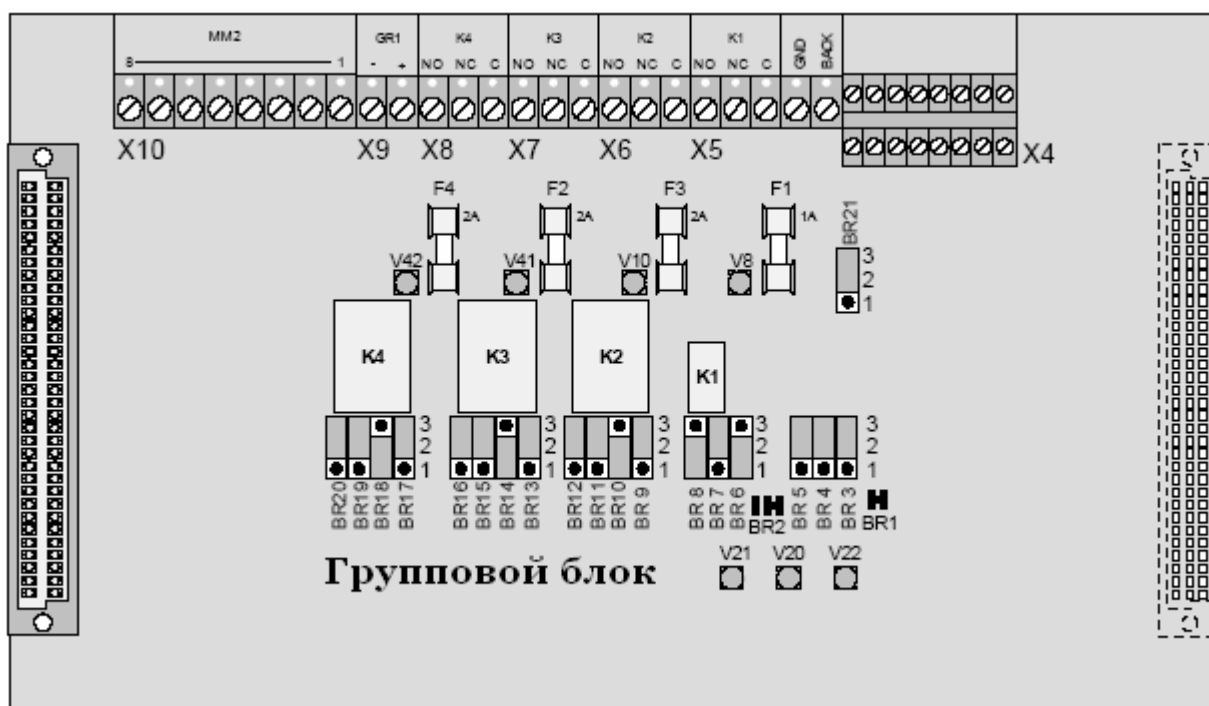 MM2 GR1 K4 K3 K2 K1 GND BACK
8 1 - + NO NC C NO NC C NO NC C NO NC C
X10 X9 X8 X7 X6 X5 X4
F4 F2 F3 F1
2A 2A 2A 1A BR21
V42 V41 V10 V8 3
2
1
K4 K3 K2 K1
3 3 3 3 3
2 2 2 2 2
1 1 1 1 1
BR20 BR19 BR18 BR17 BR16 BR15 BR14 BR13 BR12 BR11 BR10 BR9 BR8 BR7 BR6 BR2 BR5 BR4 BR3 BR1
V21 V20 V22
Групповой блок